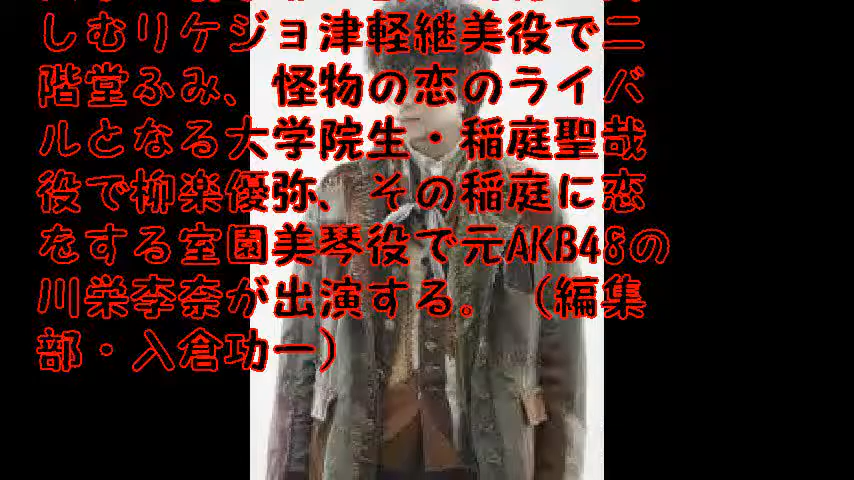 しむリケジョ津軽継美役で二
階堂ふみ、怪物の恋のライバ
ルとなる大学院生・稲庭聖哉
役で柳楽優弥、その稲庭に恋
をする室園美琴役で元AKB48の
川栄李奈が出演する。（編集
部・入倉功一）